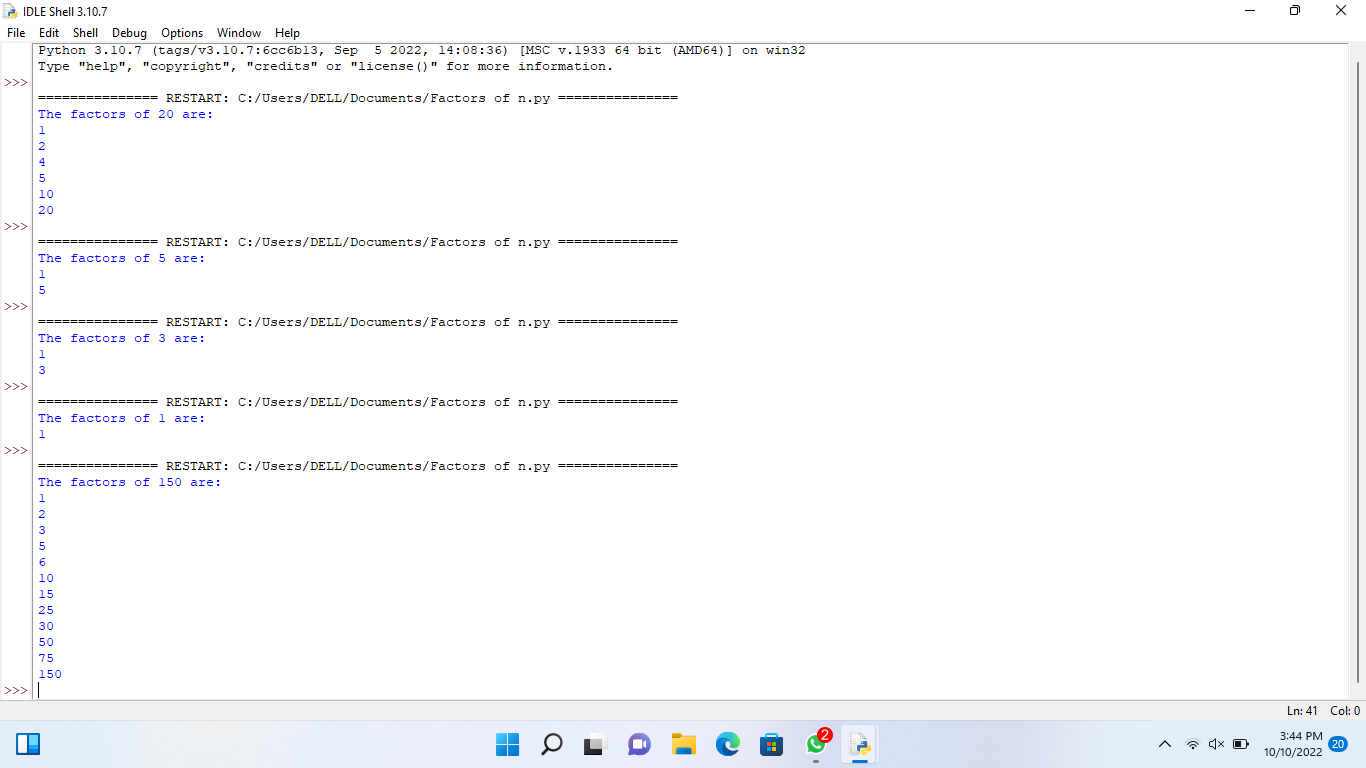 IDLE Shell 3.10.7
File Edit Shell Debug Options Window Help
Python 3.10.7 (tags/v3.10.7:6cc6b13, Sep  5 2022, 14:08:36) [MSC v.1933 64 bit (AMD64)] on win32
Type "help", "copyright", "credits" or "license()" for more information.
>>>
=============== RESTART: C:/Users/DELL/Documents/Factors of n.py ===============
The factors of 20 are:
1
2
4
5
10
20
>>>
=============== RESTART: C:/Users/DELL/Documents/Factors of n.py ===============
The factors of 5 are:
1
5
>>>
=============== RESTART: C:/Users/DELL/Documents/Factors of n.py ===============
The factors of 3 are:
1
3
>>>
=============== RESTART: C:/Users/DELL/Documents/Factors of n.py ===============
The factors of 1 are:
1
>>>
=============== RESTART: C:/Users/DELL/Documents/Factors of n.py ===============
The factors of 150 are:
1
2
3
5
6
10
15
25
30
50
75
150
>>>
Ln: 41 Col: 0
2
3:44 PM
10/10/2022
20